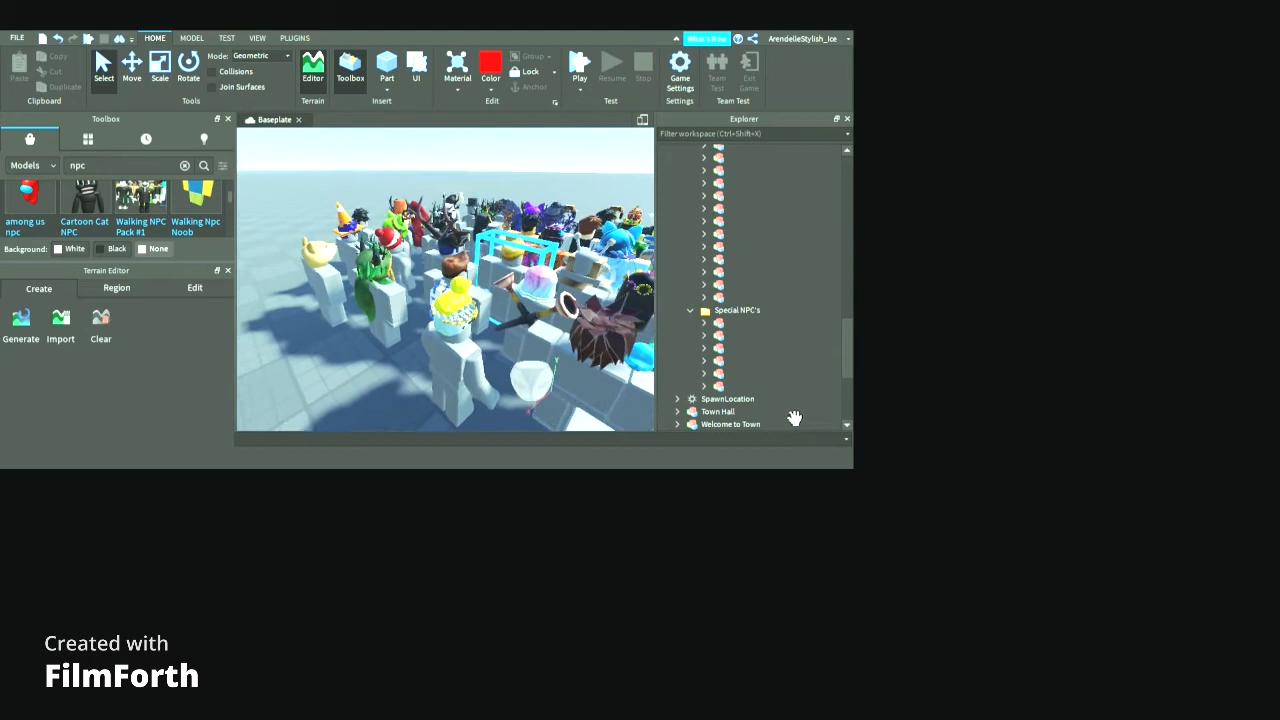 FILE HOME MODEL TEST VIEW PLUGINS What's New ArendelleStylish_Ice
Paste Copy Cut Duplicate Select Move Scale Rotate Mode: Geometric Collisions Join Surfaces Editor Toolbox Part UI Material Color Group Lock Anchor Play Resume Stop Game Settings Team Test Exit Game
Clipboard Tools Terrain Insert Edit Test Settings Team Test
Toolbox Baseplate Explorer
Filter workspace (Ctrl+Shift+X)
Models npc
among us npc
Cartoon Cat NPC
Walking NPC Pack #1
Walking Npc Noob
Background: White Black None
Terrain Editor
Create Region Edit
Generate Import Clear
Special NPC's
SpawnLocation
Town Hall
Welcome to Town
Created with
FilmForth